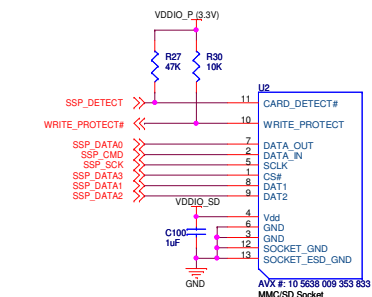 VDDIO_P (3.3V)
R27
47K
R30
10K
U2
SSP_DETECT
11
CARD_DETECT#
WRITE_PROTECT#
10
WRITE_PROTECT
SSP_DATA0
7
DATA_OUT
SSP_CMD
2
DATA_IN
SSP_SCK
5
SCLK
SSP_DATA3
1
CS#
SSP_DATA1
8
DAT1
SSP_DATA2
9
DAT2
VDDIO_SD
4
Vdd
6
GND
C100
1uF
3
GND
12
SOCKET_GND
13
SOCKET_ESD_GND
GND
AVX #: 10 5638 009 353 833
MMC/SD Socket